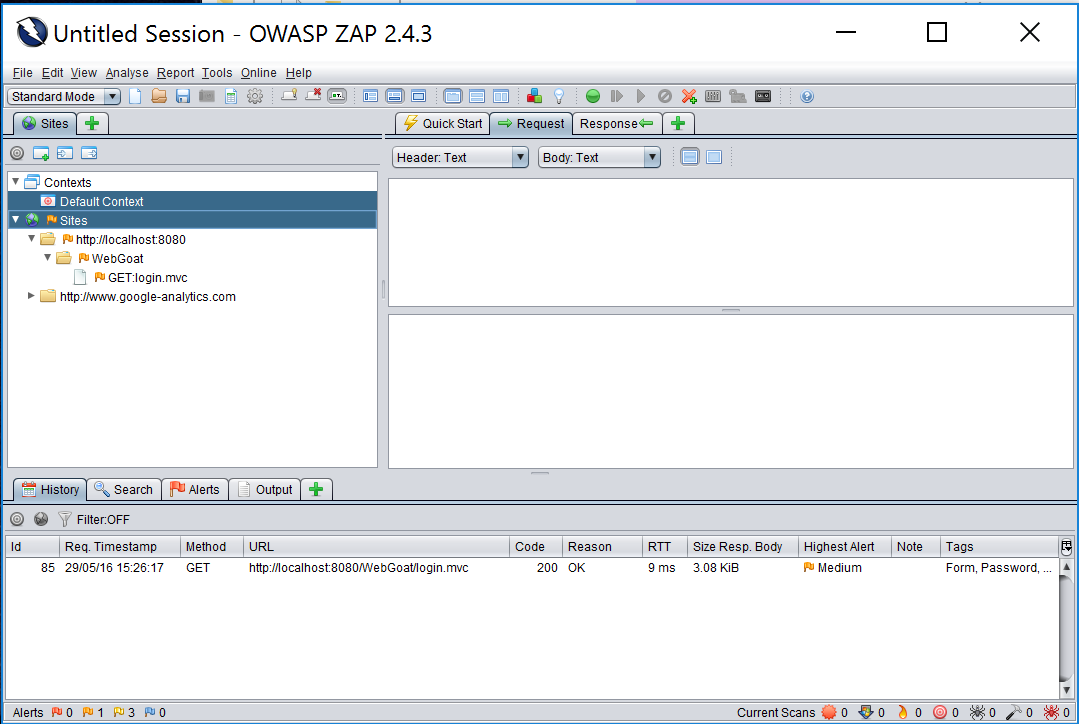 Untitled Session - OWASP ZAP 2.4.3
File Edit View Analyse Report Tools Online Help
Standard Mode
Sites
Quick Start Request Response
Header: Text Body: Text
Contexts
Default Context
Sites
http://localhost:8080
WebGoat
GET:login.mvc
http://www.google-analytics.com
History Search Alerts Output
Filter:OFF
Id Req. Timestamp Method URL Code Reason RTT Size Resp. Body Highest Alert Note Tags
85 29/05/16 15:26:17 GET http://localhost:8080/WebGoat/login.mvc 200 OK 9 ms 3.08 KiB Medium Form, Password, ...
Alerts 0 1 3 0 Current Scans 0 0 0 0 0 0 0